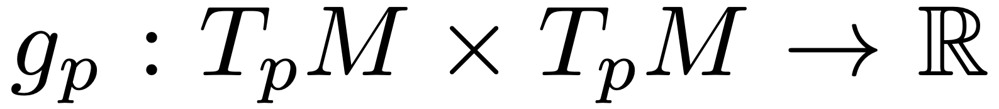 g_p : T_pM × T_pM → ℝ